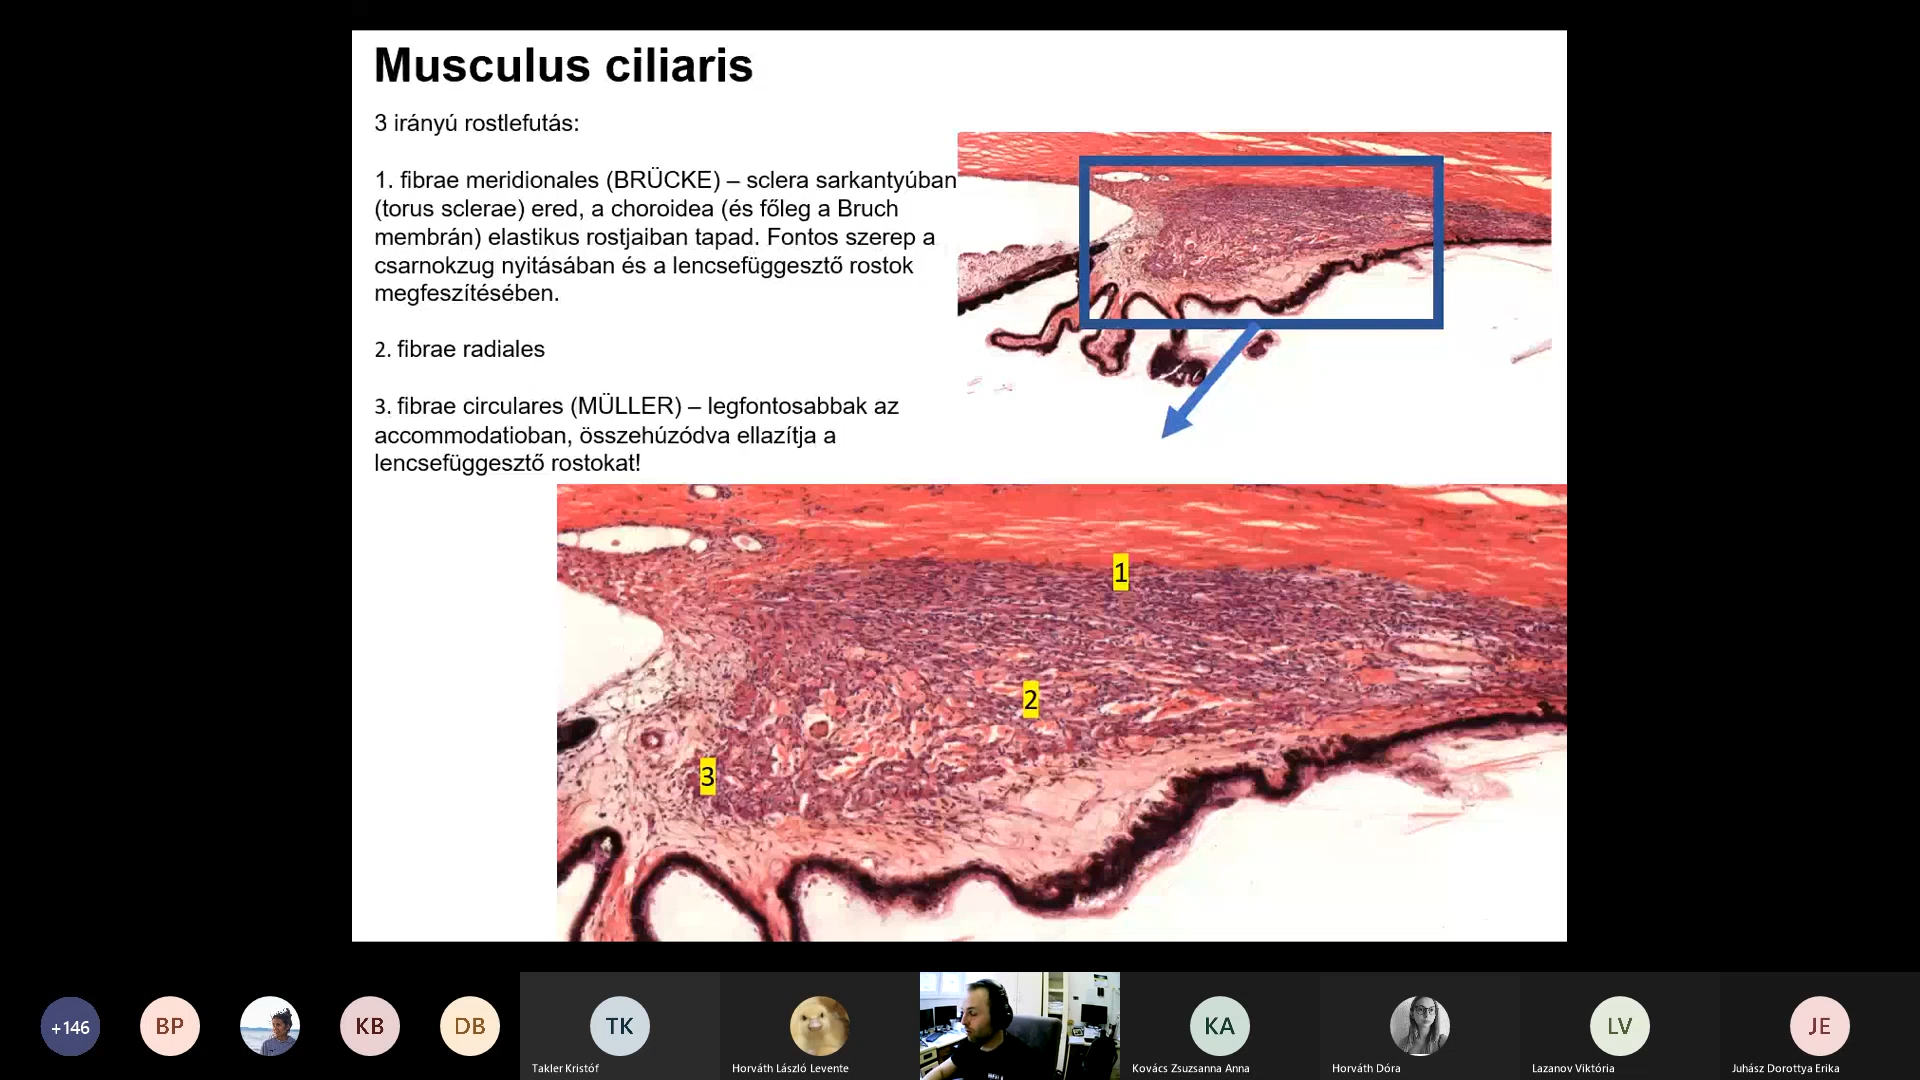 Musculus ciliaris
3 irányú rostlefutás:
1. fibrae meridionales (BRÜCKE) – sclera sarkantyúban
(torus sclerae) ered, a choroidea (és főleg a Bruch
membrán) elastikus rostjaiban tapad. Fontos szerep a
csarnokzug nyitásában és a lencsefüggesztő rostok
megfeszítésében.
2. fibrae radiales
3. fibrae circulares (MÜLLER) – legfontosabbak az
accommodatioban, összehúzódva ellazítja a
lencsefüggesztő rostokat!
1
2
3
+146
BP
KB
DB
TK
KA
LV
JE
Takler Kristóf
Horváth László Levente
Kovács Zsuzsanna Anna
Horváth Dóra
Lazanov Viktória
Juhász Dorottya Erika